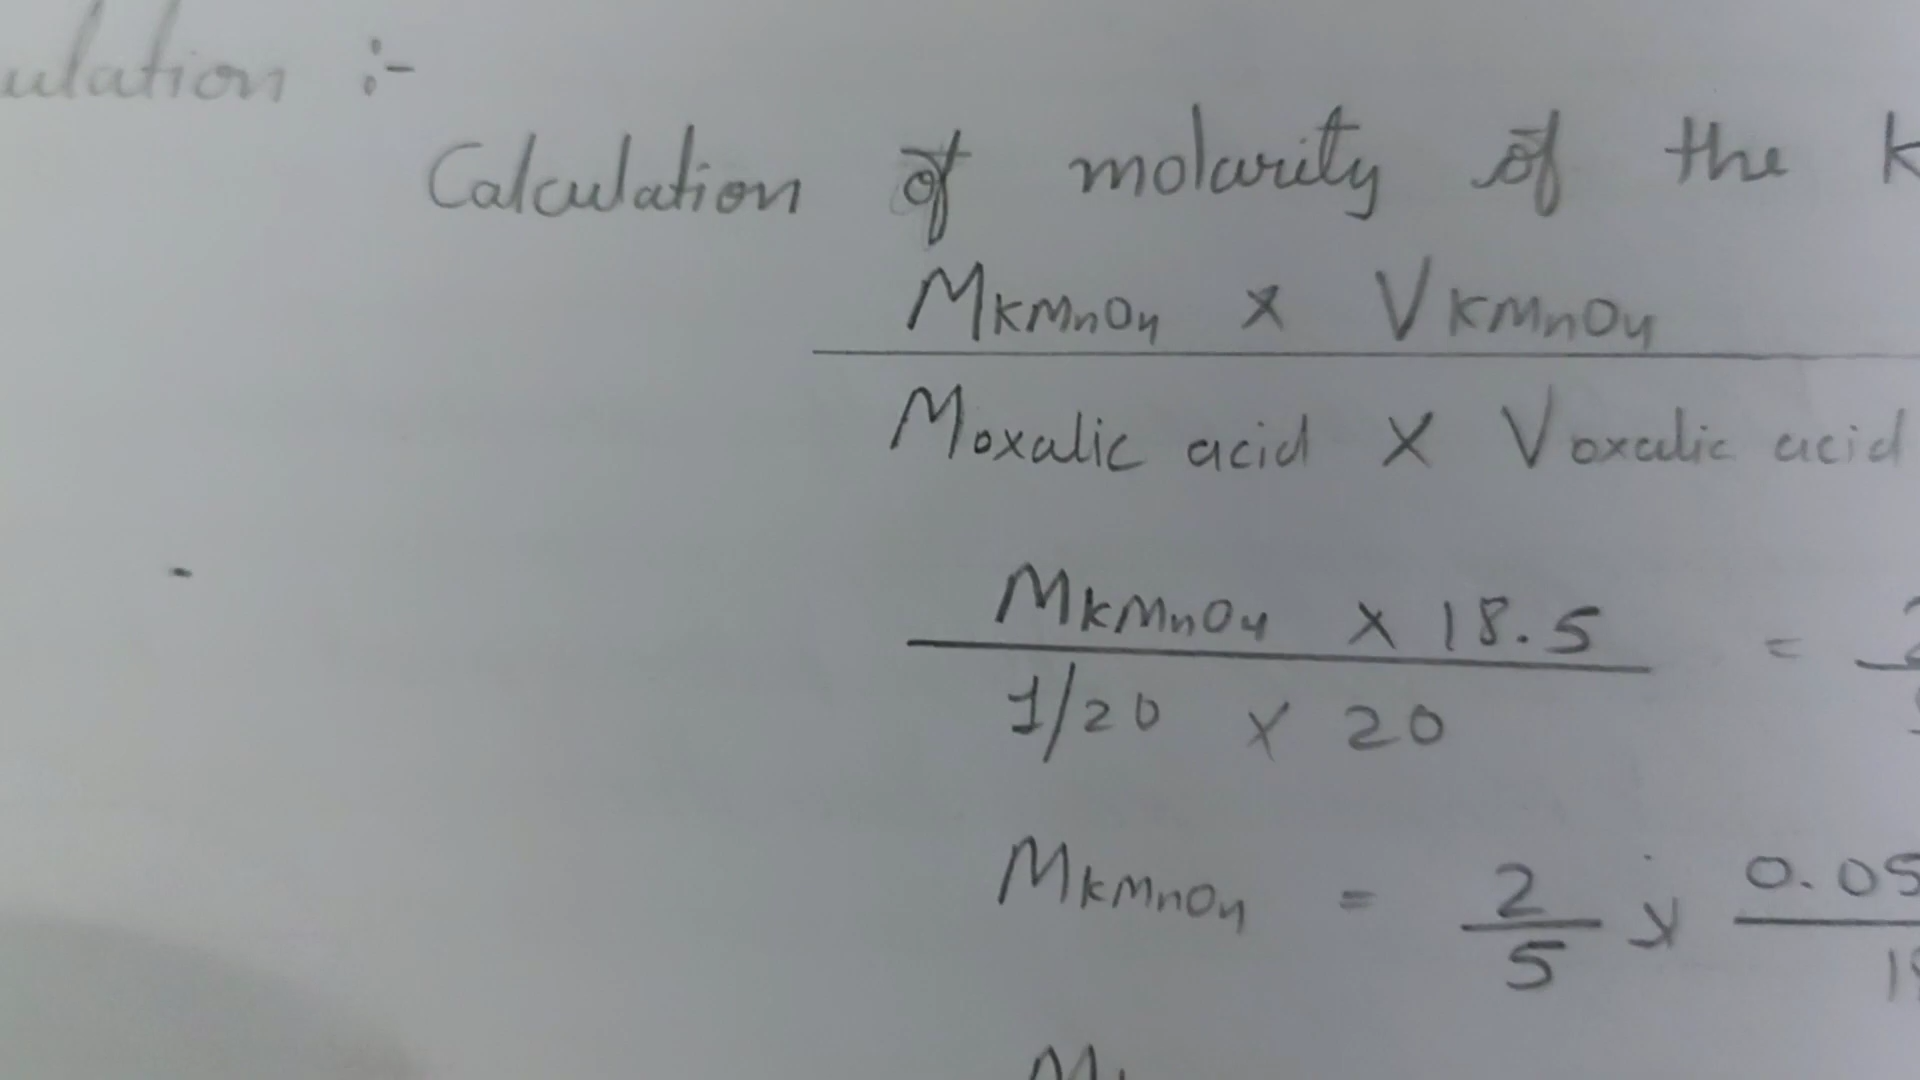 ulation :-
Calculation of molarity of the K
MKMnO4 x VKMnO4
Moxalic acid X Voxalic acid
MKMnO4 x 18.5 = 2
1/20 x 20
MKMnO4 = 2/5 x 0.05